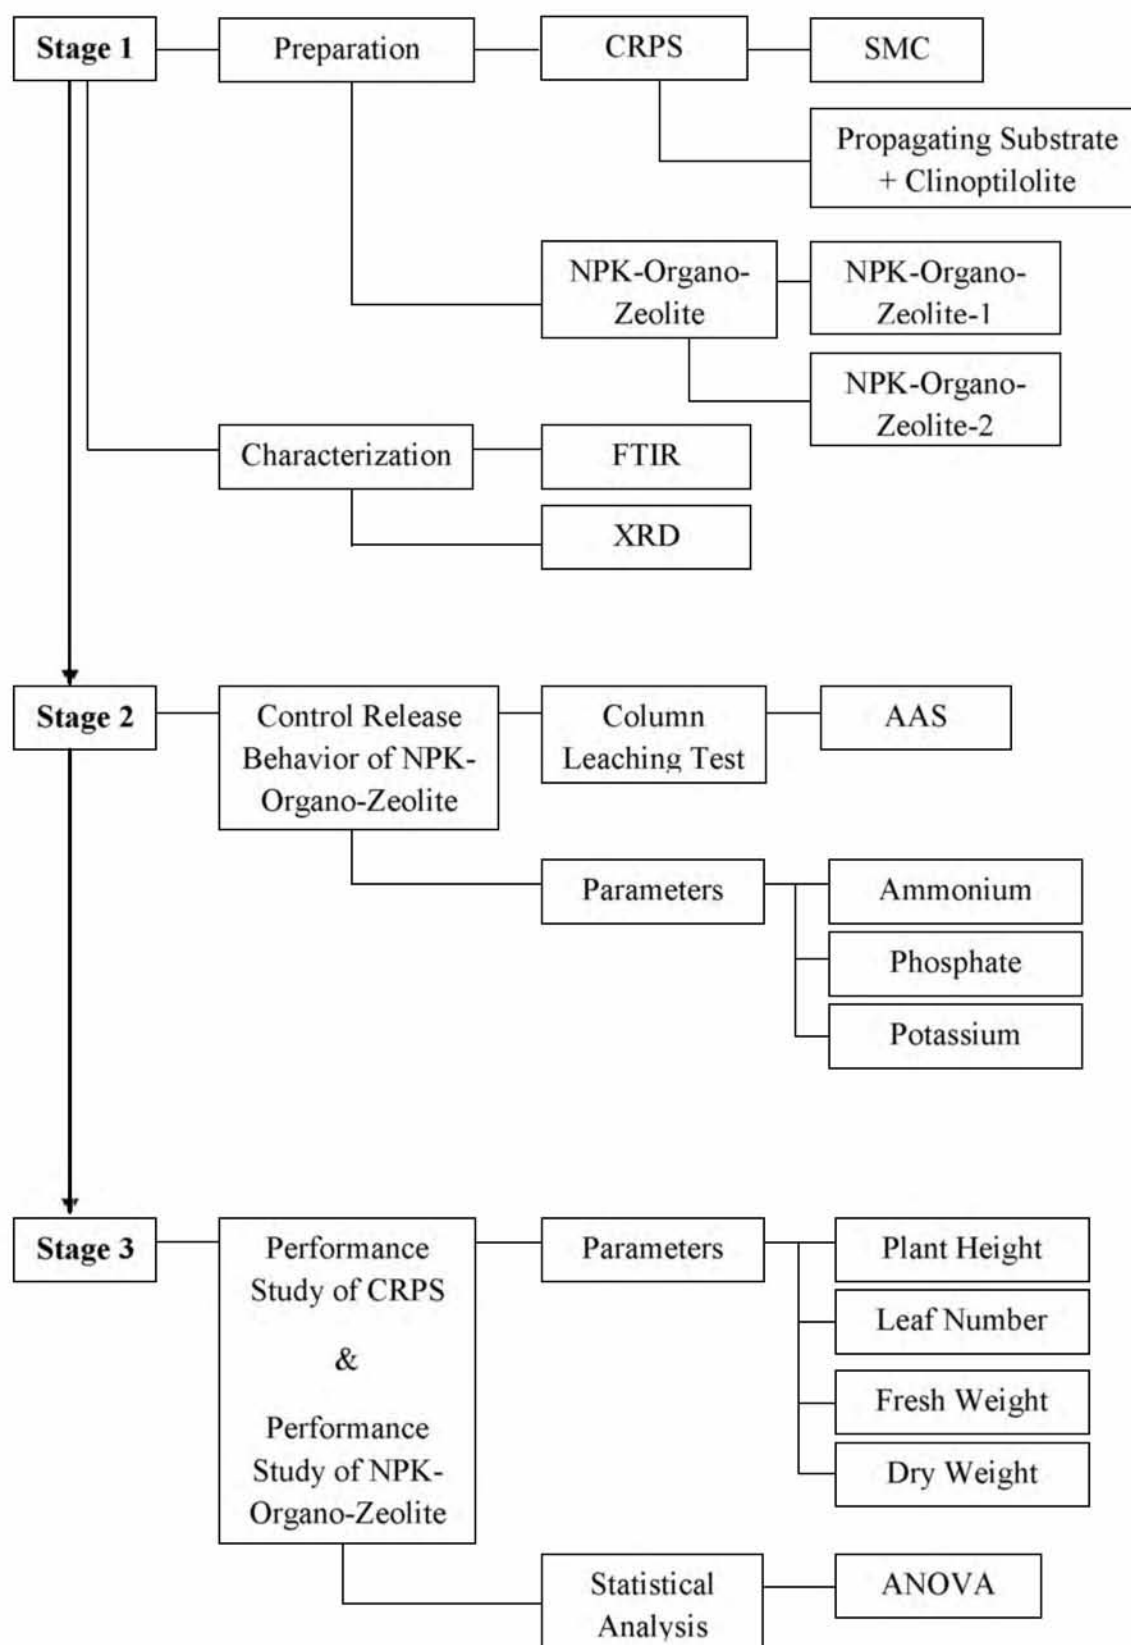 Stage 1
Preparation
CRPS
SMC
Propagating Substrate
+ Clinoptilolite
NPK-Organo-
Zeolite
NPK-Organo-
Zeolite-1
NPK-Organo-
Zeolite-2
Characterization
FTIR
XRD
Stage 2
Control Release
Behavior of NPK-
Organo-Zeolite
Column
Leaching Test
AAS
Parameters
Ammonium
Phosphate
Potassium
Stage 3
Performance
Study of CRPS
&
Performance
Study of NPK-
Organo-Zeolite
Parameters
Plant Height
Leaf Number
Fresh Weight
Dry Weight
Statistical
Analysis
ANOVA